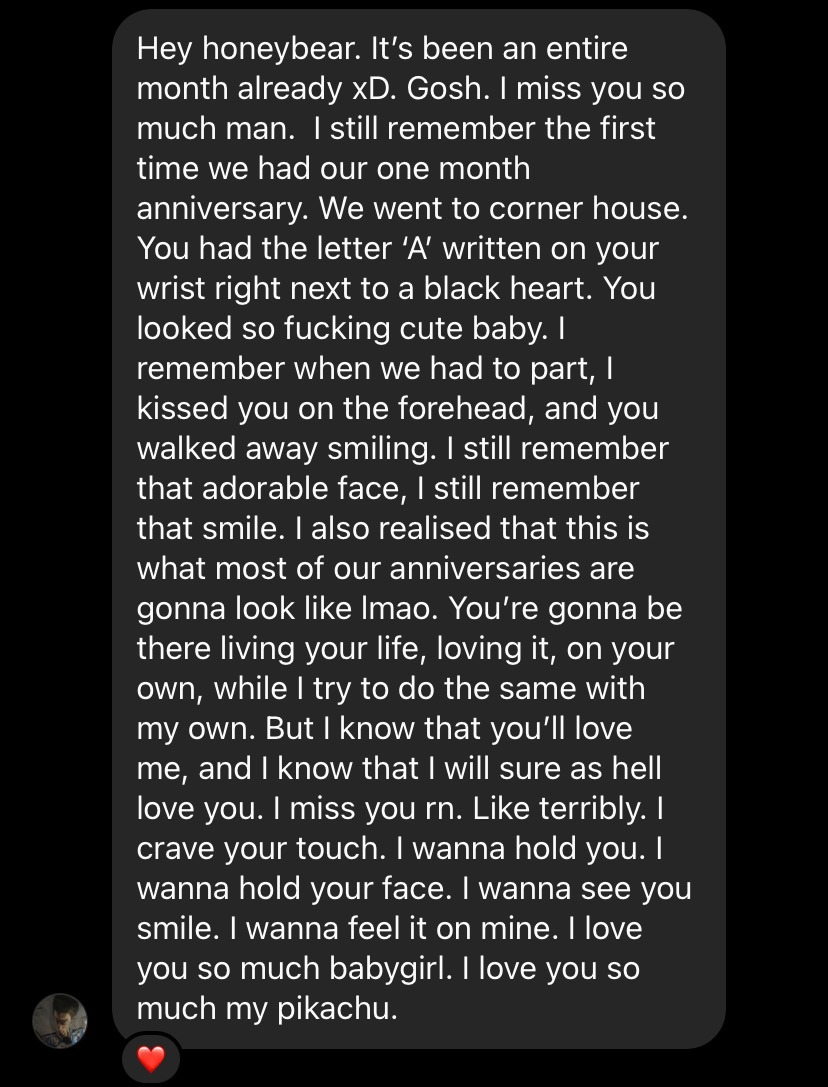 Hey honeybear. It’s been an entire
month already xD. Gosh. I miss you so
much man.  I still remember the first
time we had our one month
anniversary. We went to corner house.
You had the letter ‘A’ written on your
wrist right next to a black heart. You
looked so fucking cute baby. I
remember when we had to part, I
kissed you on the forehead, and you
walked away smiling. I still remember
that adorable face, I still remember
that smile. I also realised that this is
what most of our anniversaries are
gonna look like lmao. You’re gonna be
there living your life, loving it, on your
own, while I try to do the same with
my own. But I know that you’ll love
me, and I know that I will sure as hell
love you. I miss you rn. Like terribly. I
crave your touch. I wanna hold you. I
wanna hold your face. I wanna see you
smile. I wanna feel it on mine. I love
you so much babygirl. I love you so
much my pikachu.